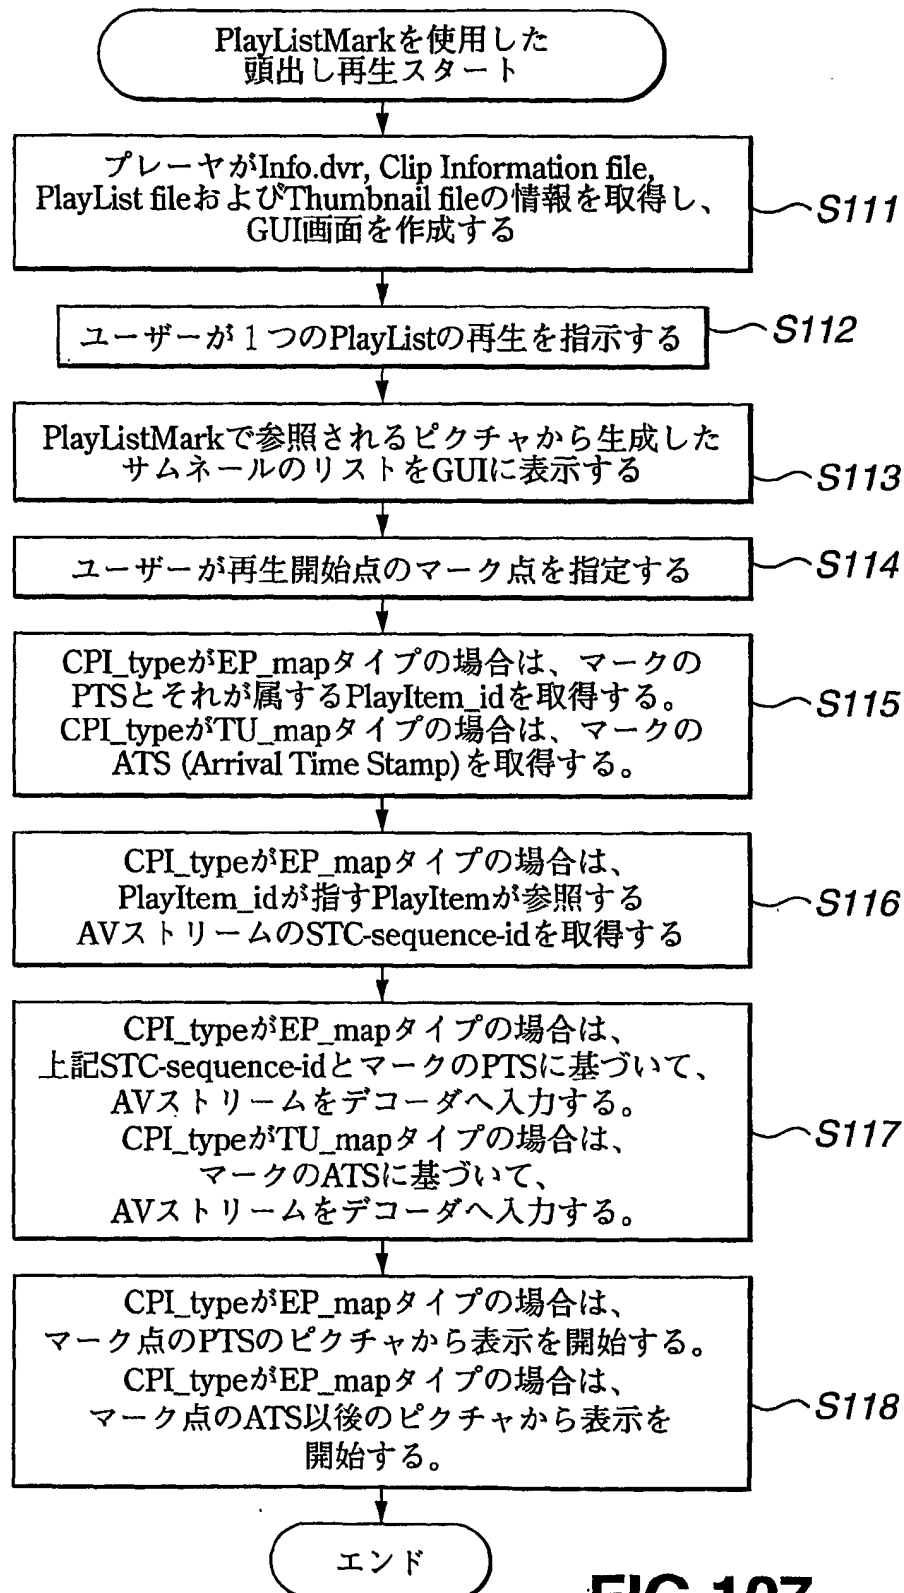 PlayListMarkを使用した
頭出し再生スタート
プレーヤがInfo.dvr, Clip Information file,
PlayList fileおよびThumbnail fileの情報を取得し、
GUI画面を作成する
S111
ユーザーが1つのPlayListの再生を指示する
S112
PlayListMarkで参照されるピクチャから生成した
サムネールのリストをGUIに表示する
S113
ユーザーが再生開始点のマーク点を指定する
S114
CPI_typeがEP_mapタイプの場合は、マークの
PTSとそれが属するPlayItem_idを取得する。
CPI_typeがTU_mapタイプの場合は、マークの
ATS (Arrival Time Stamp)を取得する。
S115
CPI_typeがEP_mapタイプの場合は、
PlayItem_idが指すPlayItemが参照する
AVストリームのSTC-sequence-idを取得する
S116
CPI_typeがEP_mapタイプの場合は、
上記STC-sequence-idとマークのPTSに基づいて、
AVストリームをデコーダへ入力する。
CPI_typeがTU_mapタイプの場合は、
マークのATSに基づいて、
AVストリームをデコーダへ入力する。
S117
CPI_typeがEP_mapタイプの場合は、
マーク点のPTSのピクチャから表示を開始する。
CPI_typeがEP_mapタイプの場合は、
マーク点のATS以後のピクチャから表示を
開始する。
S118
エンド
FIG.107